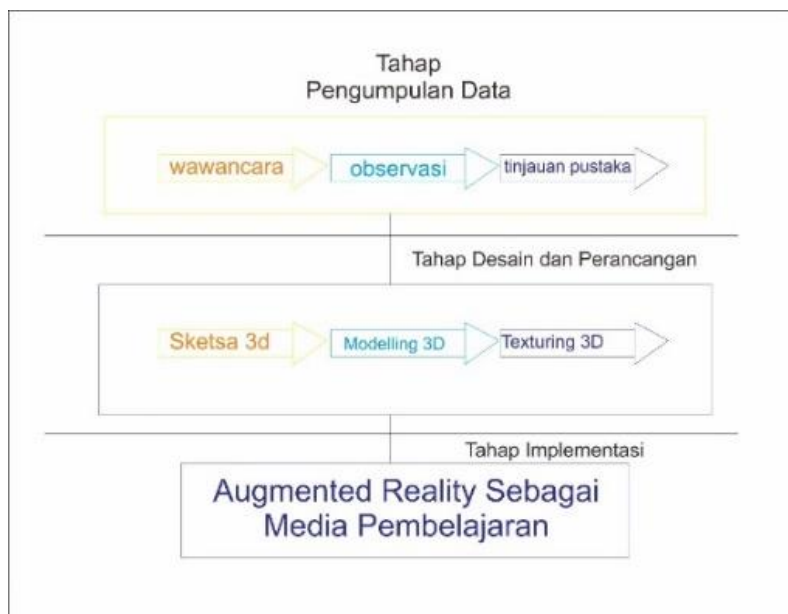 Tahap
Pengumpulan Data
wawancara
observasi
tinjauan pustaka
Tahap Desain dan Perancangan
Sketsa 3d
Modelling 3D
Texturing 3D
Tahap Implementasi
Augmented Reality Sebagai
Media Pembelajaran